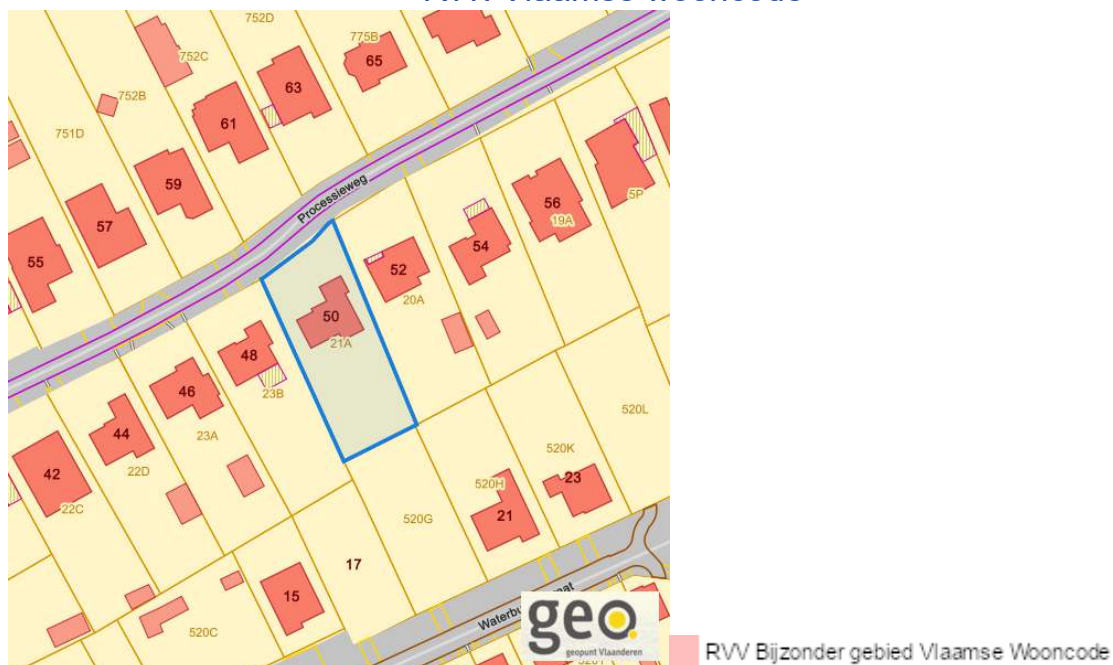 752D
775B
752C
65
63
752B
61
751D
59
Processieweg
57
56
5P
19A
55
54
52
20A
50
21A
48
23B
46
23A
520L
44
22D
520K
42
22C
520H
23
21
520G
17
15
520C
geo
geopunt Vlaanderen
RVV Bijzonder gebied Vlaamse Wooncode